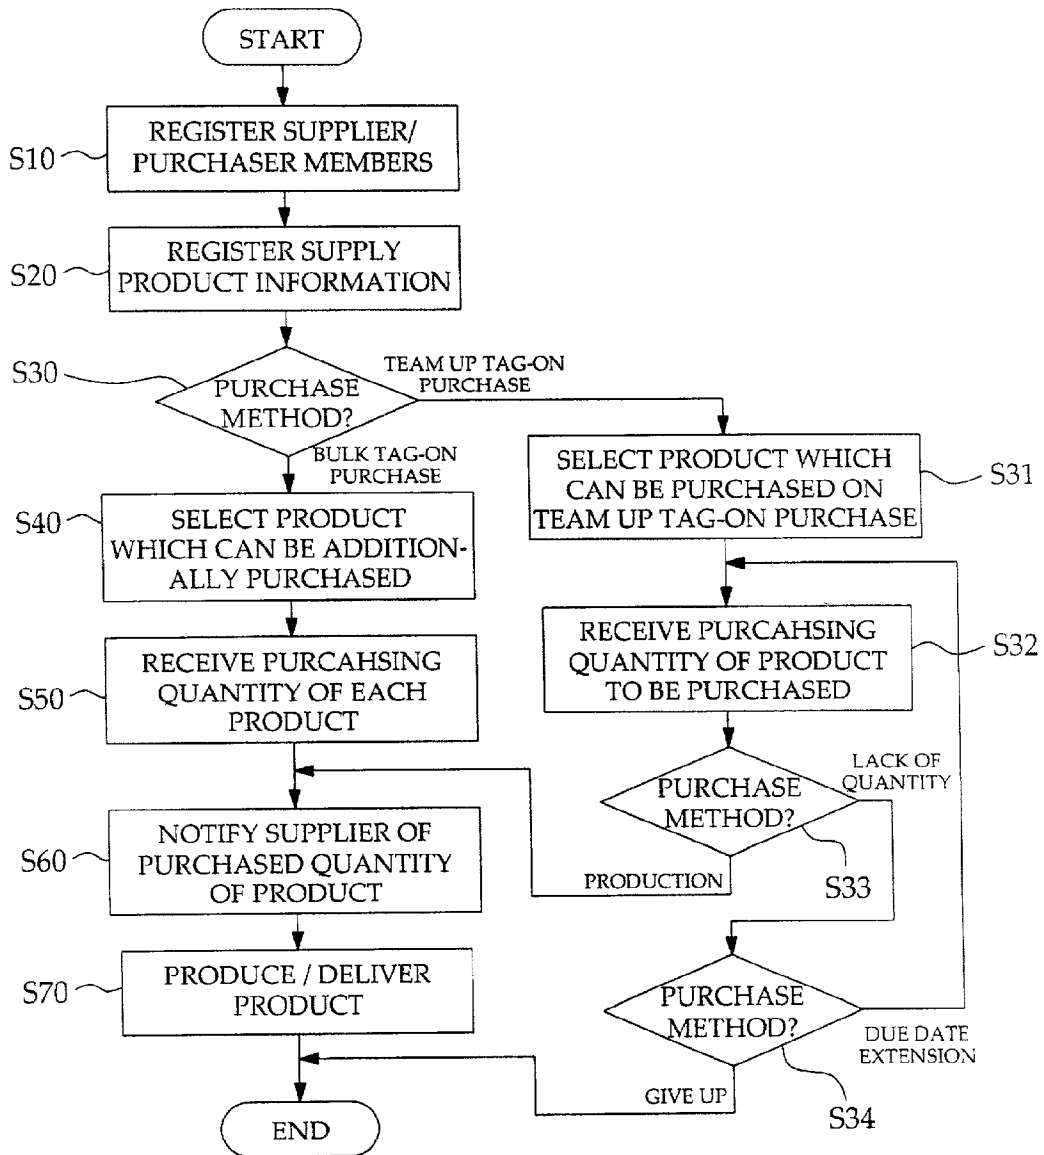 START
REGISTER SUPPLIER/
PURCHASER MEMBERS
S10
REGISTER SUPPLY
PRODUCT INFORMATION
S20
S30
PURCHASE
METHOD?
TEAM UP TAG-ON
PURCHASE
BULK TAG-ON
PURCHASE
SELECT PRODUCT WHICH
CAN BE PURCHASED ON
TEAM UP TAG-ON PURCHASE
S31
S40
SELECT PRODUCT
WHICH CAN BE ADDITION-
ALLY PURCHASED
RECEIVE PURCAHSING
QUANTITY OF PRODUCT
TO BE PURCHASED
S32
S50
RECEIVE PURCAHSING
QUANTITY OF EACH
PRODUCT
PURCHASE
METHOD?
LACK OF
QUANTITY
S33
PRODUCTION
S60
NOTIFY SUPPLIER OF
PURCHASED QUANTITY
OF PRODUCT
S70
PRODUCE / DELIVER
PRODUCT
PURCHASE
METHOD?
DUE DATE
EXTENSION
S34
GIVE UP
END